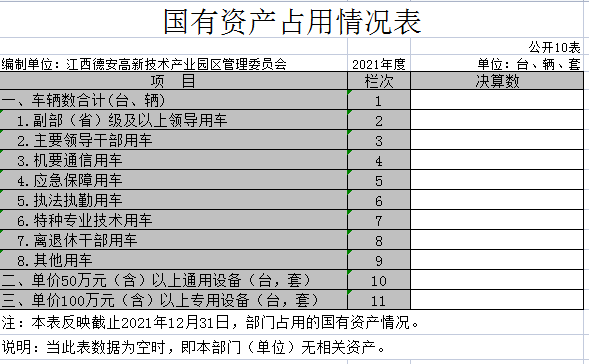 国有资产占用情况表
公开10表
编制单位：江西德安高新技术产业园区管理委员会 2021年度 单位：台、辆、套
项 目 栏次 决算数
一、车辆数合计(台、辆) 1
1.副部（省）级及以上领导用车 2
2.主要领导干部用车 3
3.机要通信用车 4
4.应急保障用车 5
5.执法执勤用车 6
6.特种专业技术用车 7
7.离退休干部用车 8
8.其他用车 9
二、单价50万元（含）以上通用设备（台，套） 10
三、单价100万元（含）以上专用设备（台，套） 11
注：本表反映截止2021年12月31日，部门占用的国有资产情况。
说明：当此表数据为空时，即本部门（单位）无相关资产。